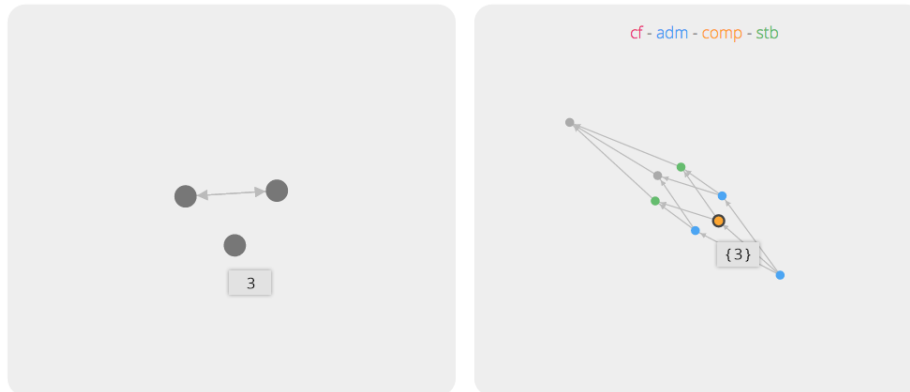 cf - adm - comp - stb
{ 3 }
3